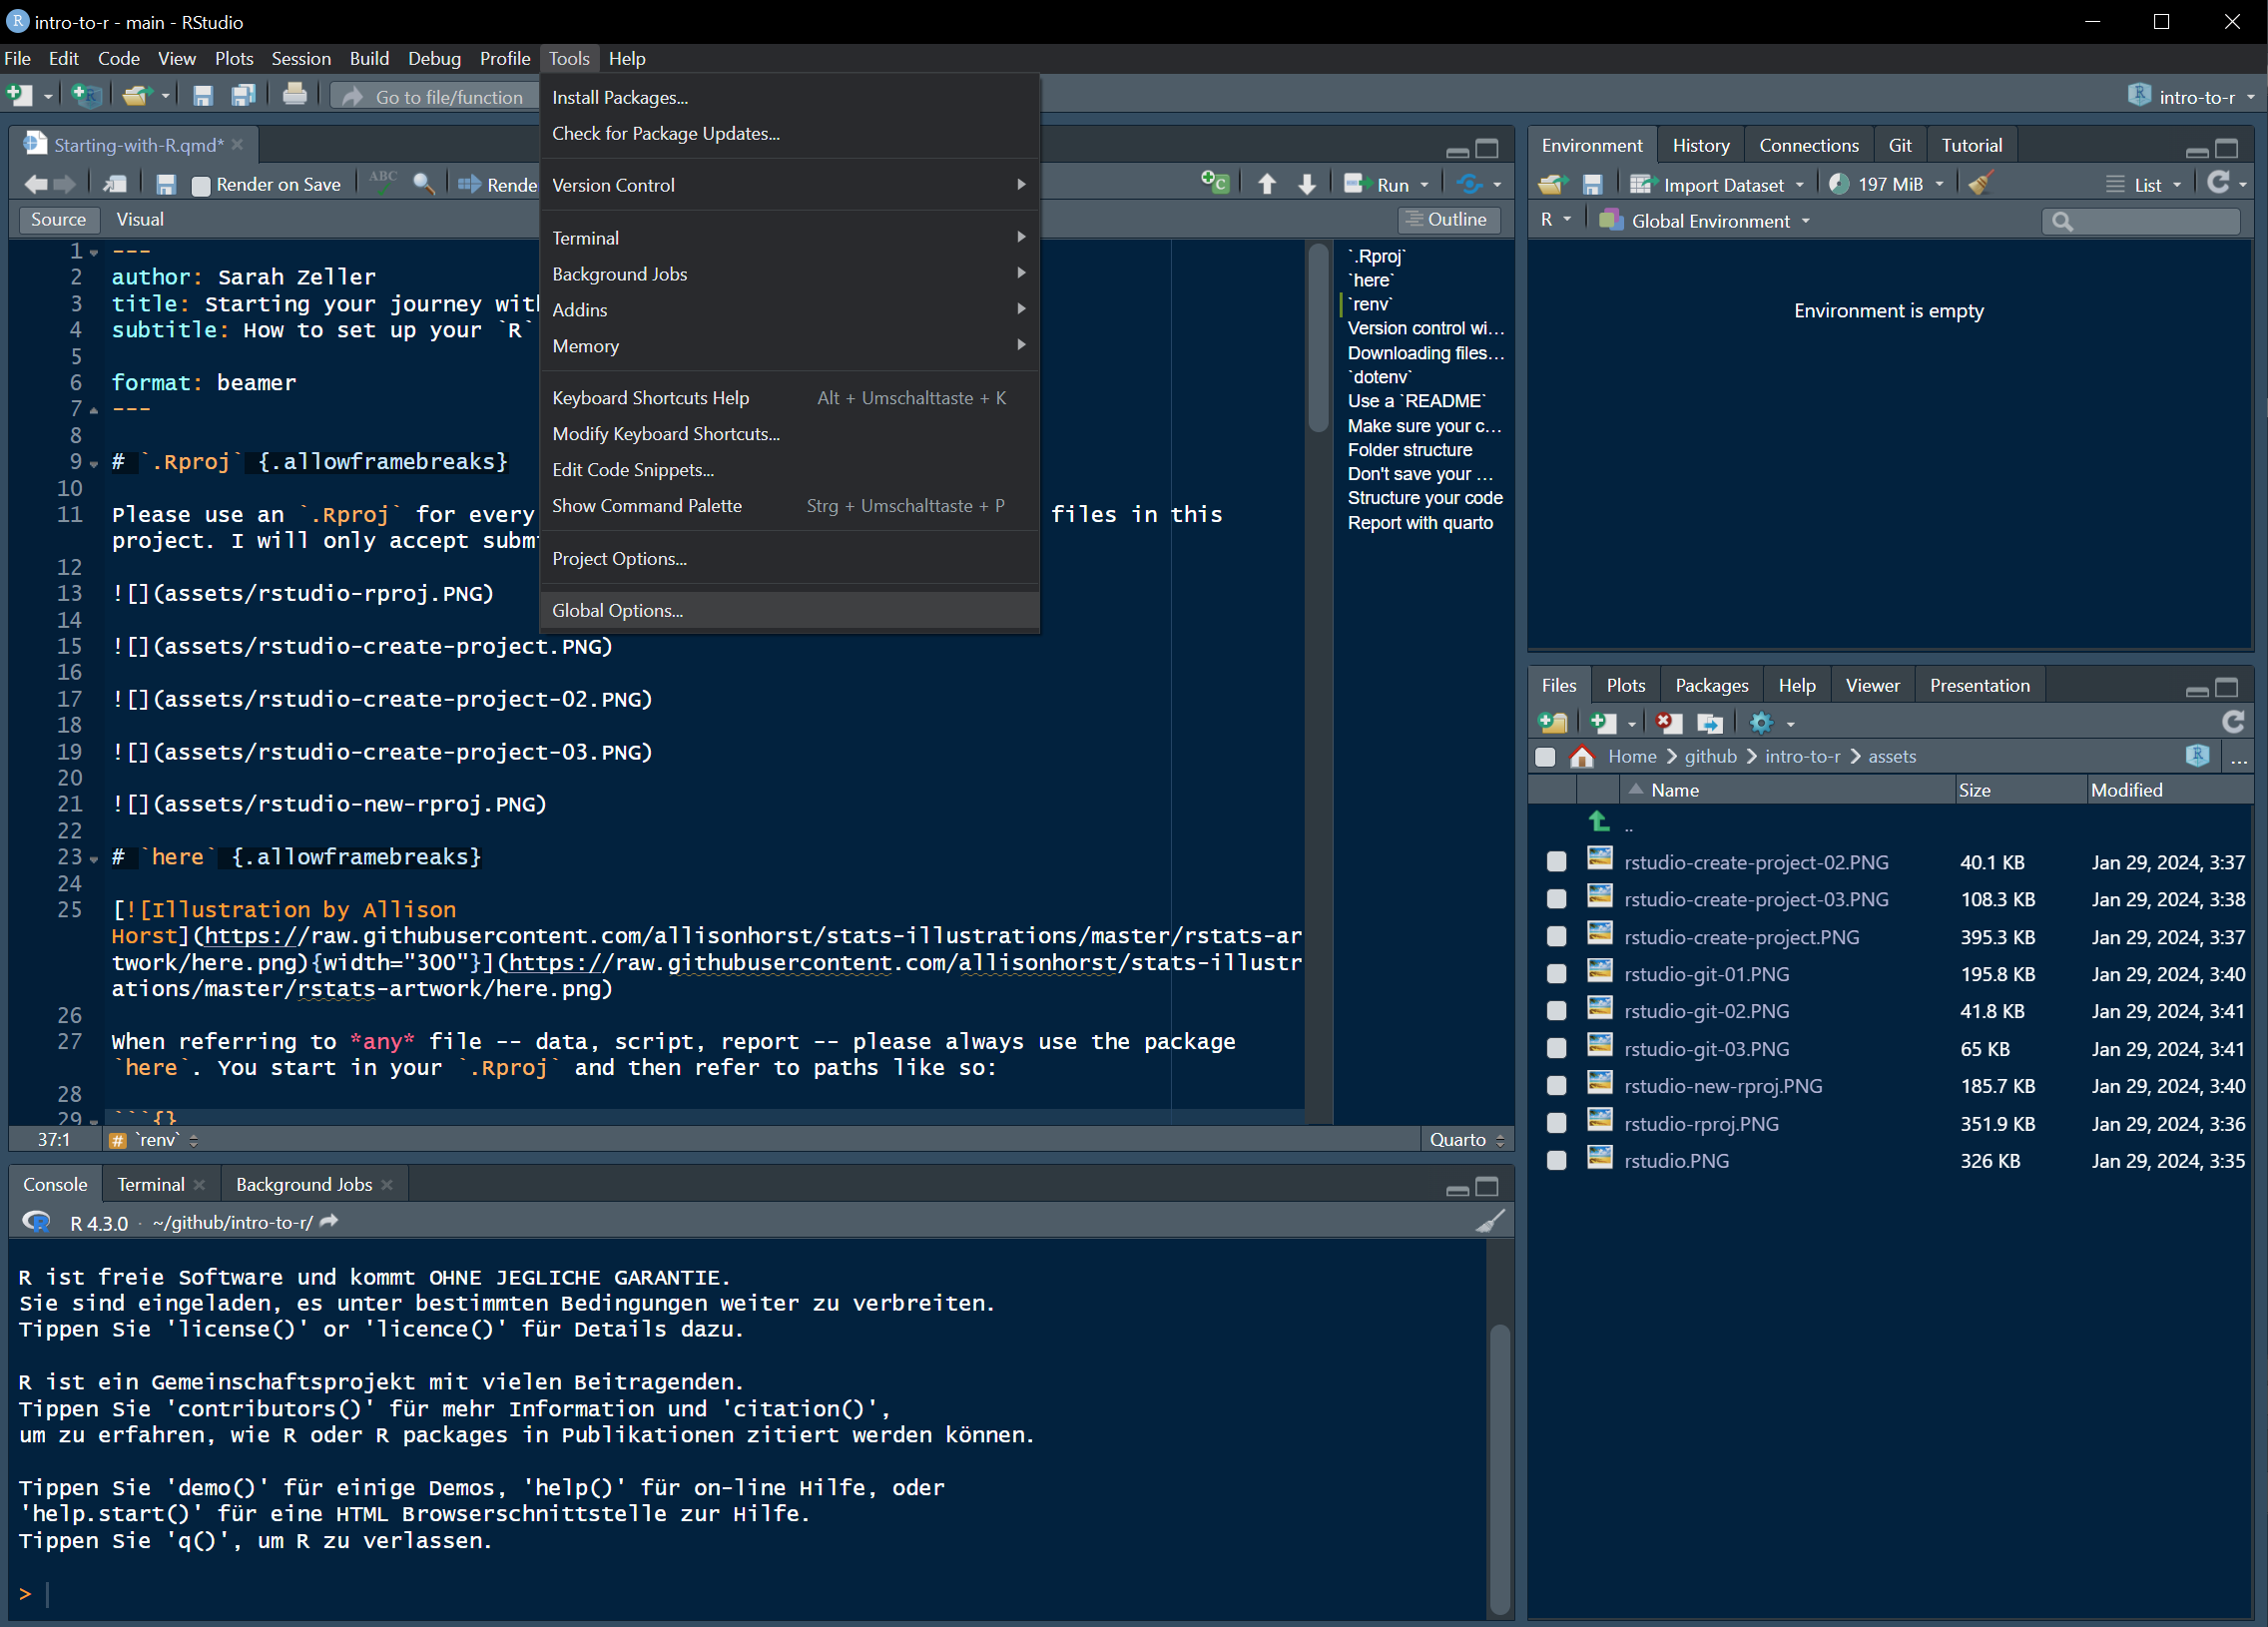 intro-to-r - main - RStudio
File Edit Code View Plots Session Build Debug Profile Tools Help
Go to file/function
intro-to-r
Install Packages...
Check for Package Updates...
Version Control
Terminal
Background Jobs
Addins
Memory
Keyboard Shortcuts Help Alt + Umschalttaste + K
Modify Keyboard Shortcuts...
Edit Code Snippets...
Show Command Palette Strg + Umschalttaste + P
Project Options...
Global Options...
Starting-with-R.qmd*
Render on Save ABC Rende
Run
Source Visual
Outline
1 ---
2 author: Sarah Zeller
3 title: Starting your journey wit
4 subtitle: How to set up your `R`
5
6 format: beamer
7 ---
8
9 # `.Rproj` {.allowframebreaks}
10
11 Please use an `.Rproj` for every files in this
project. I will only accept subm
12
13 ![](assets/rstudio-rproj.PNG)
14
15 ![](assets/rstudio-create-project.PNG)
16
17 ![](assets/rstudio-create-project-02.PNG)
18
19 ![](assets/rstudio-create-project-03.PNG)
20
21 ![](assets/rstudio-new-rproj.PNG)
22
23 # `here` {.allowframebreaks}
24
25 [![Illustration by Allison
Horst](https://raw.githubusercontent.com/allisonhorst/stats-illustrations/master/rstats-ar
twork/here.png){width="300"}](https://raw.githubusercontent.com/allisonhorst/stats-illustr
ations/master/rstats-artwork/here.png)
26
27 When referring to *any* file -- data, script, report -- please always use the package
`here`. You start in your `.Rproj` and then refer to paths like so:
28
29 ```{}
`.Rproj`
`here`
`renv`
Version control wi...
Downloading files...
`dotenv`
Use a `README`
Make sure your c...
Folder structure
Don't save your ...
Structure your code
Report with quarto
37:1 # `renv` Quarto
Console Terminal Background Jobs
R 4.3.0 · ~/github/intro-to-r/
R ist freie Software und kommt OHNE JEGLICHE GARANTIE.
Sie sind eingeladen, es unter bestimmten Bedingungen weiter zu verbreiten.
Tippen Sie 'license()' or 'licence()' für Details dazu.
R ist ein Gemeinschaftsprojekt mit vielen Beitragenden.
Tippen Sie 'contributors()' für mehr Information und 'citation()',
um zu erfahren, wie R oder R packages in Publikationen zitiert werden können.
Tippen Sie 'demo()' für einige Demos, 'help()' für on-line Hilfe, oder
'help.start()' für eine HTML Browserschnittstelle zur Hilfe.
Tippen Sie 'q()', um R zu verlassen.
>
Environment History Connections Git Tutorial
Import Dataset 197 MiB List
R Global Environment
Environment is empty
Files Plots Packages Help Viewer Presentation
Home github intro-to-r assets ...
Name Size Modified
..
rstudio-create-project-02.PNG 40.1 KB Jan 29, 2024, 3:37
rstudio-create-project-03.PNG 108.3 KB Jan 29, 2024, 3:38
rstudio-create-project.PNG 395.3 KB Jan 29, 2024, 3:37
rstudio-git-01.PNG 195.8 KB Jan 29, 2024, 3:40
rstudio-git-02.PNG 41.8 KB Jan 29, 2024, 3:41
rstudio-git-03.PNG 65 KB Jan 29, 2024, 3:41
rstudio-new-rproj.PNG 185.7 KB Jan 29, 2024, 3:40
rstudio-rproj.PNG 351.9 KB Jan 29, 2024, 3:36
rstudio.PNG 326 KB Jan 29, 2024, 3:35